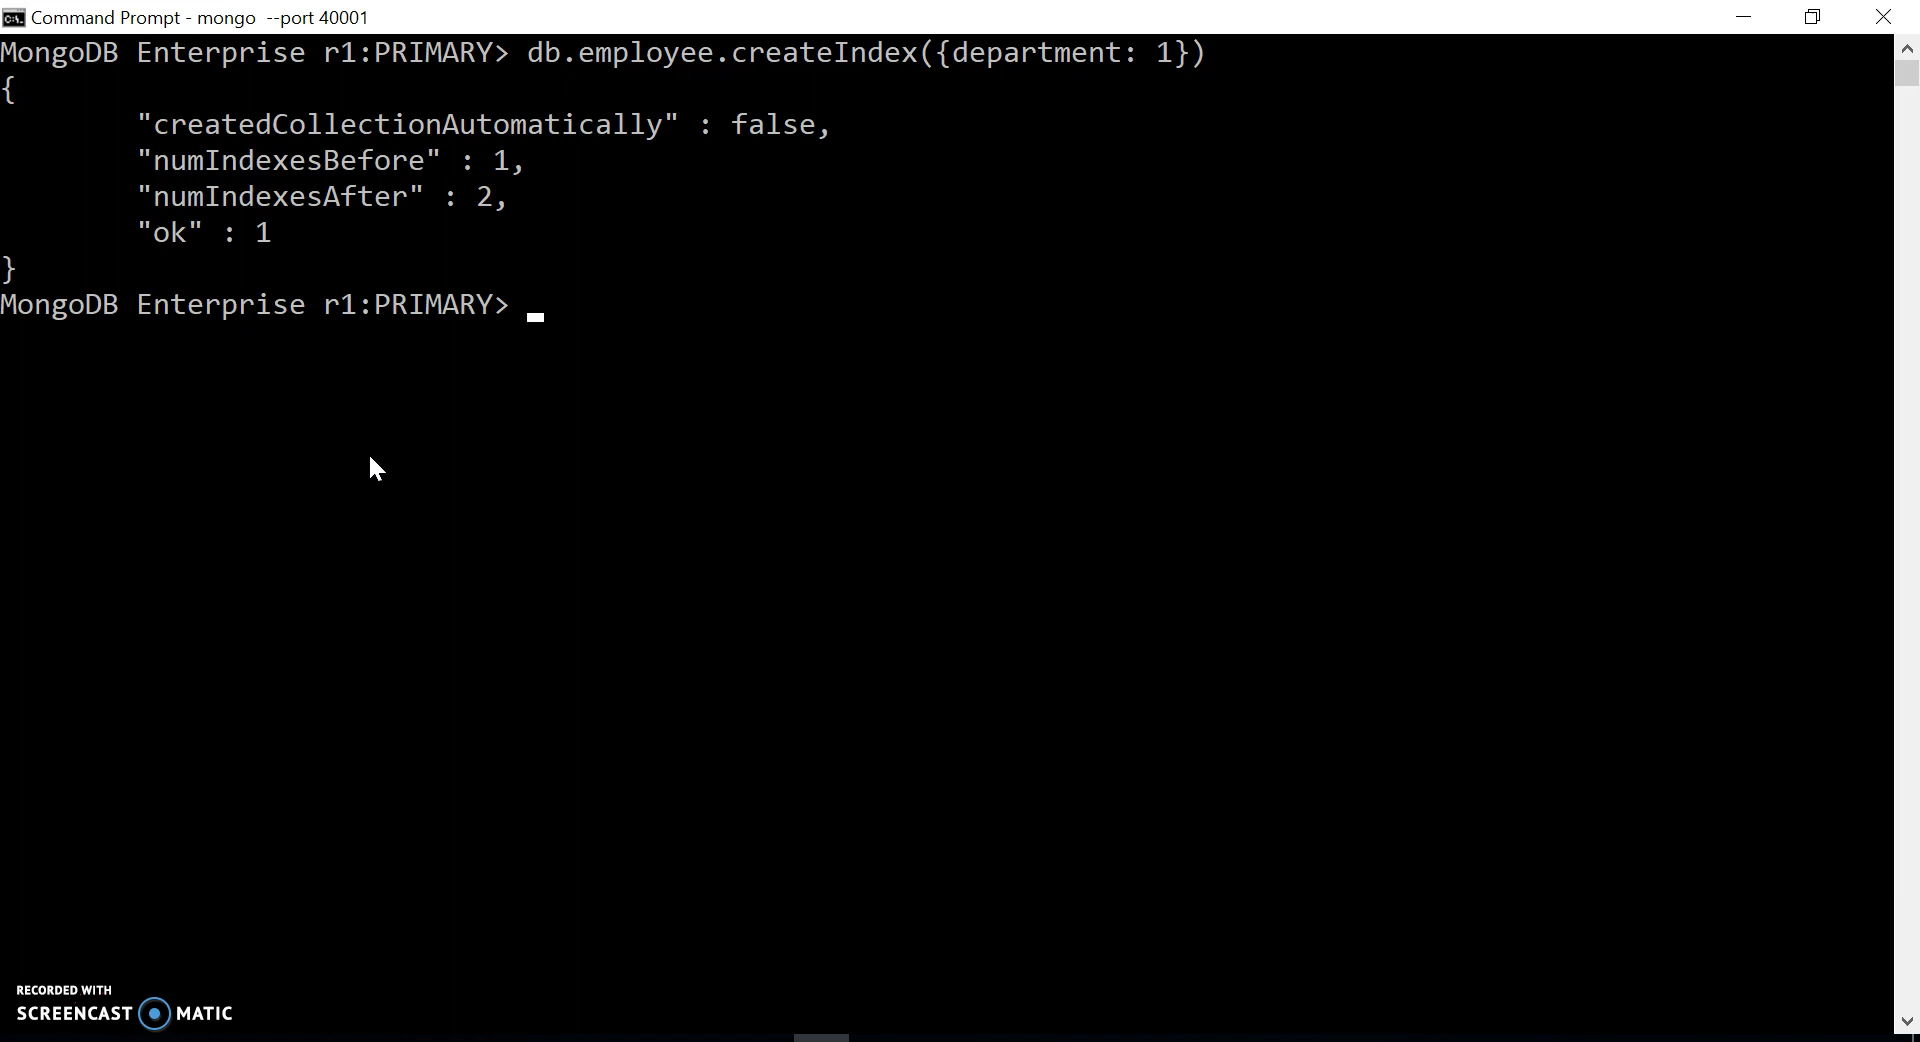 Command Prompt - mongo  --port 40001
MongoDB Enterprise r1:PRIMARY> db.employee.createIndex({department: 1})
{
        "createdCollectionAutomatically" : false,
        "numIndexesBefore" : 1,
        "numIndexesAfter" : 2,
        "ok" : 1
}
MongoDB Enterprise r1:PRIMARY>
RECORDED WITH
SCREENCAST MATIC